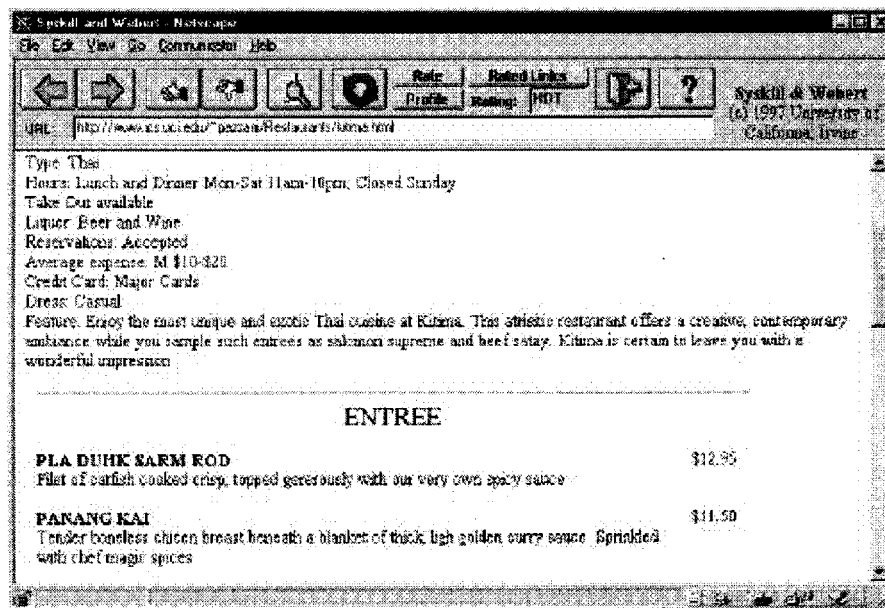 Syskill and Webert - Netscape
File Edit View Go Communicator Help
Rate Rated Links
Profile Rating: HOT
Syskill & Webert
(c) 1997 University of
California, Irvine
URL:
Type: Thai
Hours: Lunch and Dinner Mon-Sat 11am-10pm; Closed Sunday
Take Out available
Liquor: Beer and Wine
Reservations: Accepted
Average expense: M $10-$20
Credit Card: Major Cards
Dress: Casual
Feature: Enjoy the most unique and exotic Thai cuisine at Kitima. This artistic restaurant offers a creative, contemporary
ambiance while you sample such entrees as salomon supreme and beef satay. Kitima is certain to leave you with a
wonderful impression
ENTREE
PLA DUHK SARM ROD $12.95
Filet of catfish cooked crisp, topped generously with our very own spicy sauce
PANANG KAI $11.50
Tender boneless chicen breast beneath a blanket of thick, ligh golden curry sauce. Sprinkled
with chef magic spices